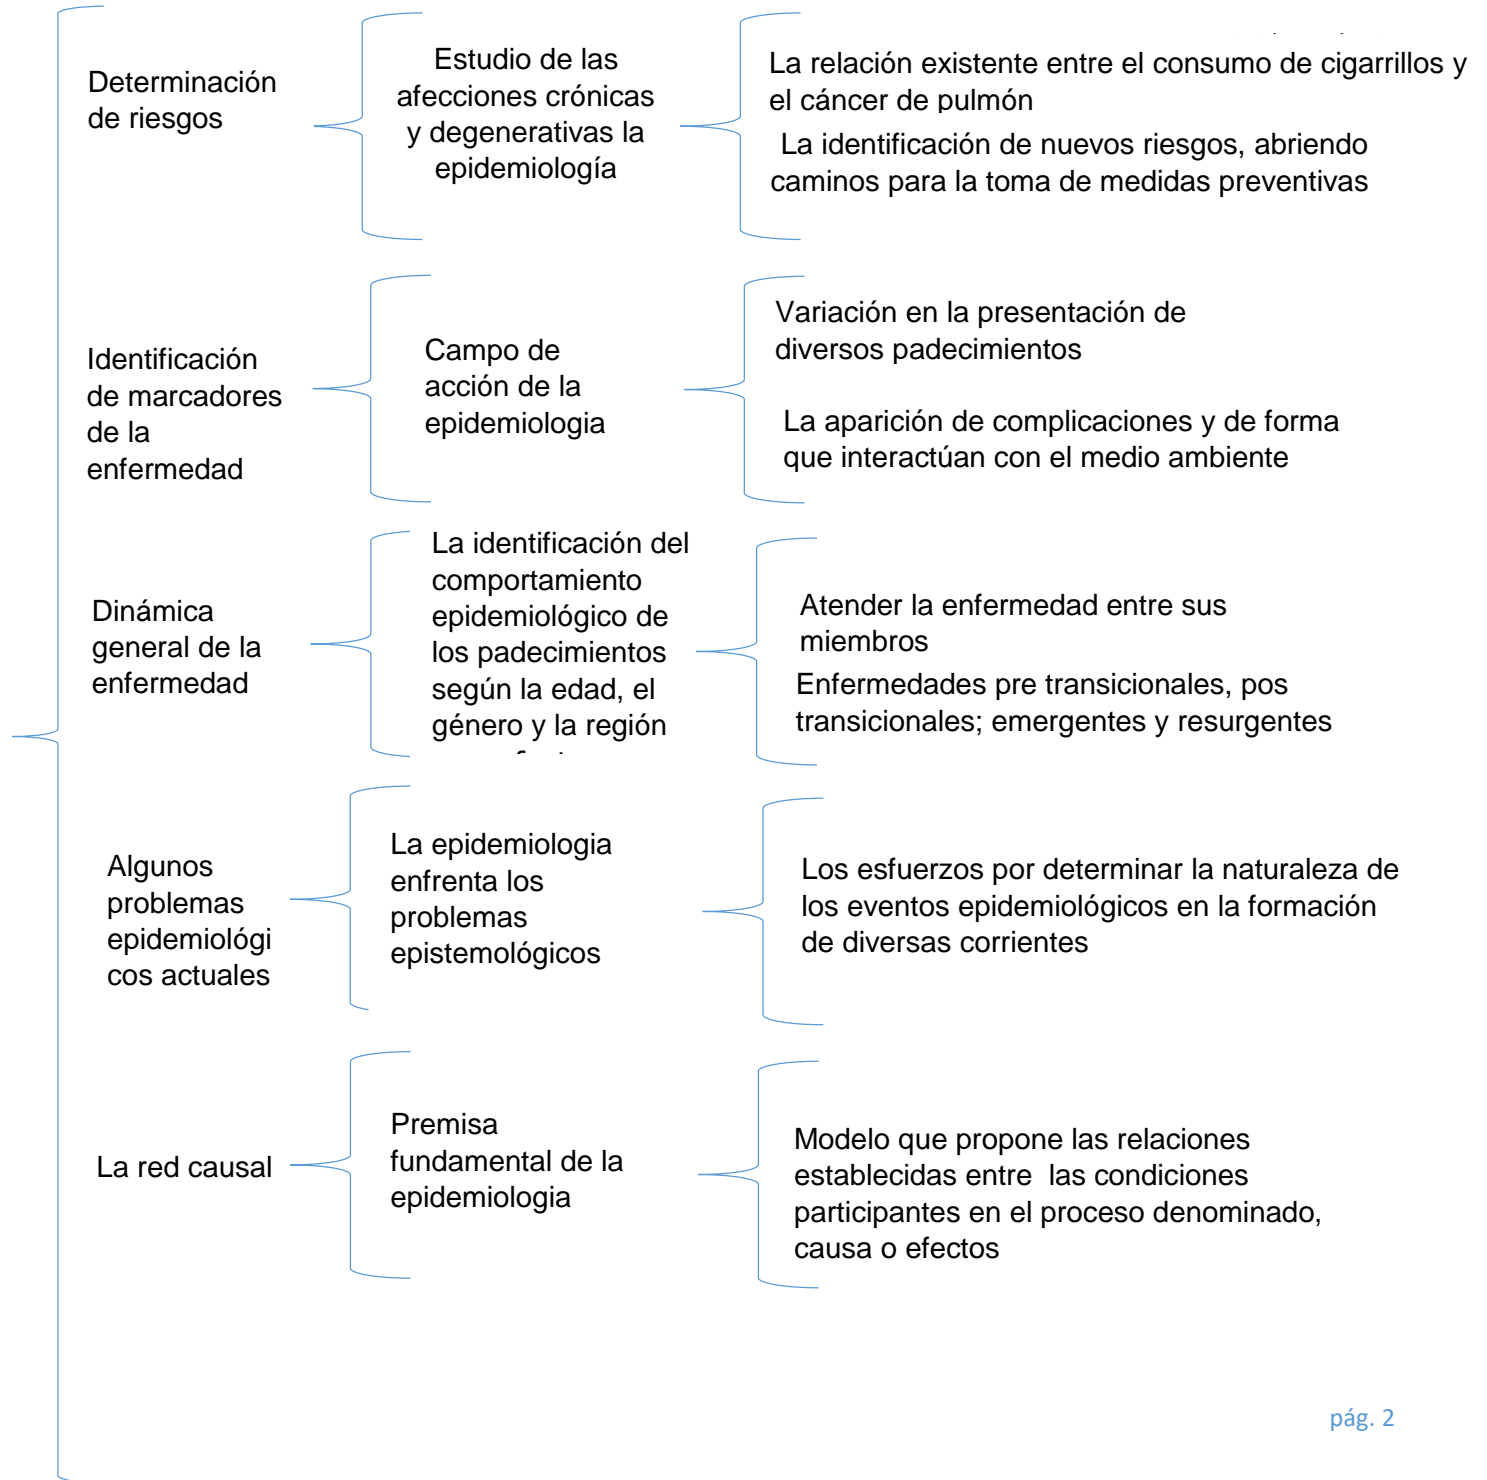 Determinación
de riesgos
Estudio de las
afecciones crónicas
y degenerativas la
epidemiología
La relación existente entre el consumo de cigarrillos y
el cáncer de pulmón
La identificación de nuevos riesgos, abriendo
caminos para la toma de medidas preventivas
Identificación
de marcadores
de la
enfermedad
Campo de
acción de la
epidemiologia
Variación en la presentación de
diversos padecimientos
La aparición de complicaciones y de forma
que interactúan con el medio ambiente
Dinámica
general de la
enfermedad
La identificación del
comportamiento
epidemiológico de
los padecimientos
según la edad, el
género y la región
Atender la enfermedad entre sus
miembros
Enfermedades pre transicionales, pos
transicionales; emergentes y resurgentes
Algunos
problemas
epidemiológi
cos actuales
La epidemiologia
enfrenta los
problemas
epistemológicos
Los esfuerzos por determinar la naturaleza de
los eventos epidemiológicos en la formación
de diversas corrientes
La red causal
Premisa
fundamental de la
epidemiologia
Modelo que propone las relaciones
establecidas entre  las condiciones
participantes en el proceso denominado,
causa o efectos
pág. 2